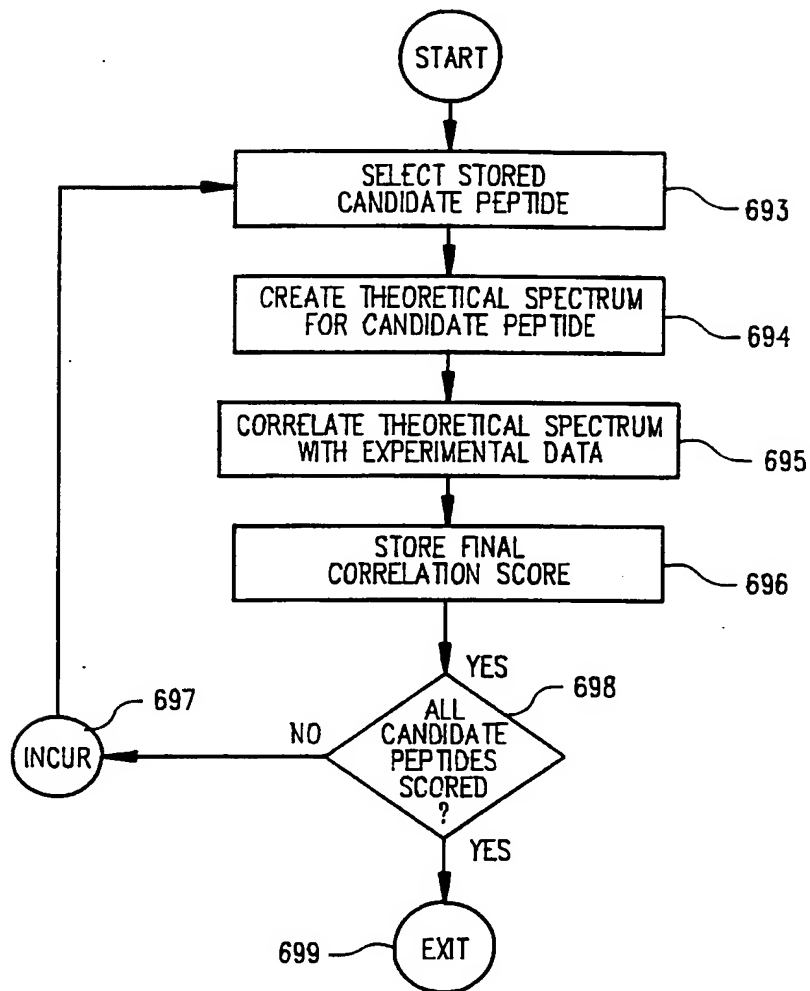 START
SELECT STORED
CANDIDATE PEPTIDE
693
CREATE THEORETICAL SPECTRUM
FOR CANDIDATE PEPTIDE
694
CORRELATE THEORETICAL SPECTRUM
WITH EXPERIMENTAL DATA
695
STORE FINAL
CORRELATION SCORE
696
YES
698
697
INCUR
NO
ALL
CANDIDATE
PEPTIDES
SCORED
?
YES
699
EXIT